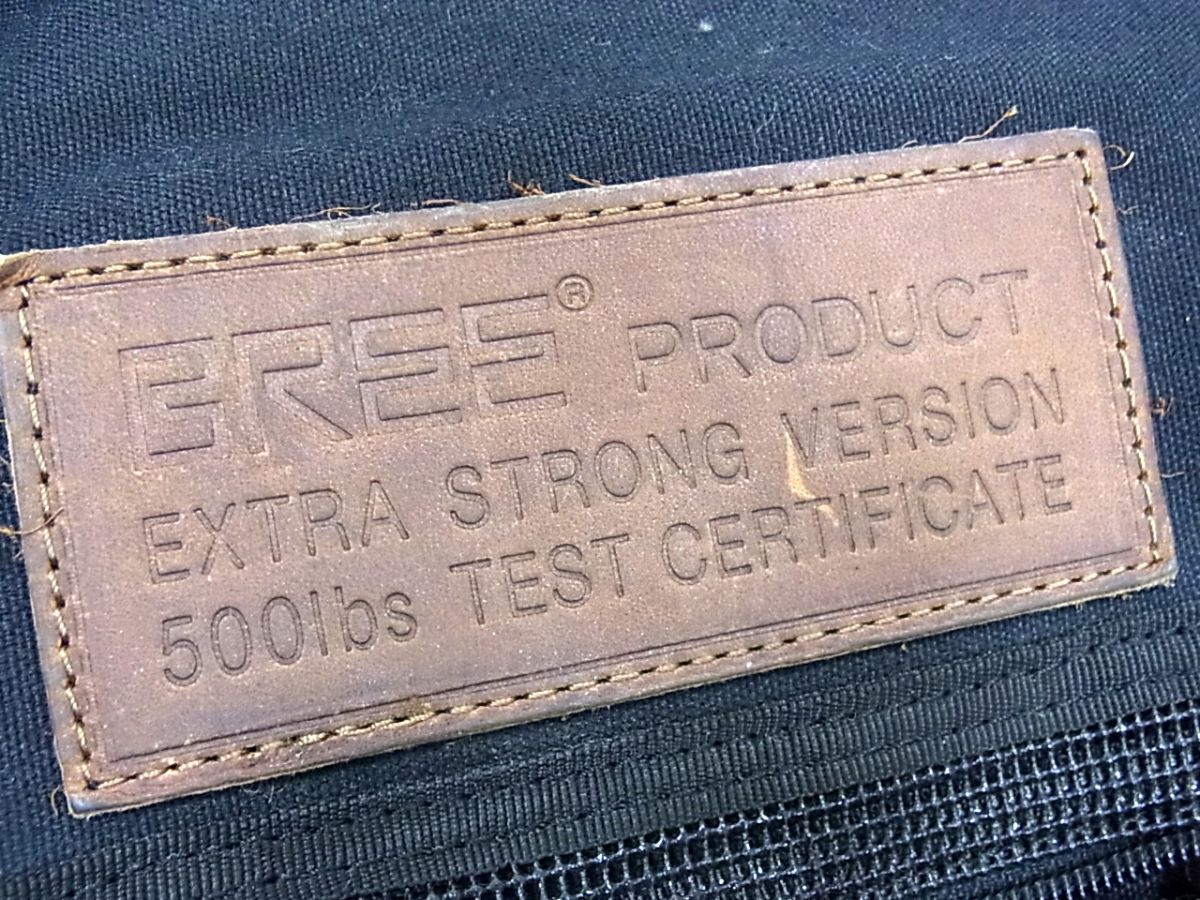 BREE® PRODUCT
EXTRA STRONG VERSION
500lbs TEST CERTIFICATE